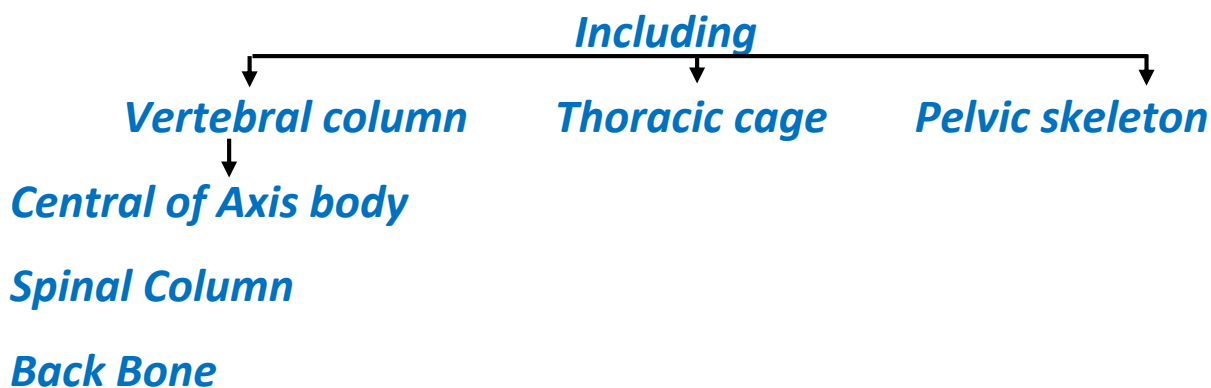 Including
Vertebral column Thoracic cage Pelvic skeleton
Central of Axis body
Spinal Column
Back Bone